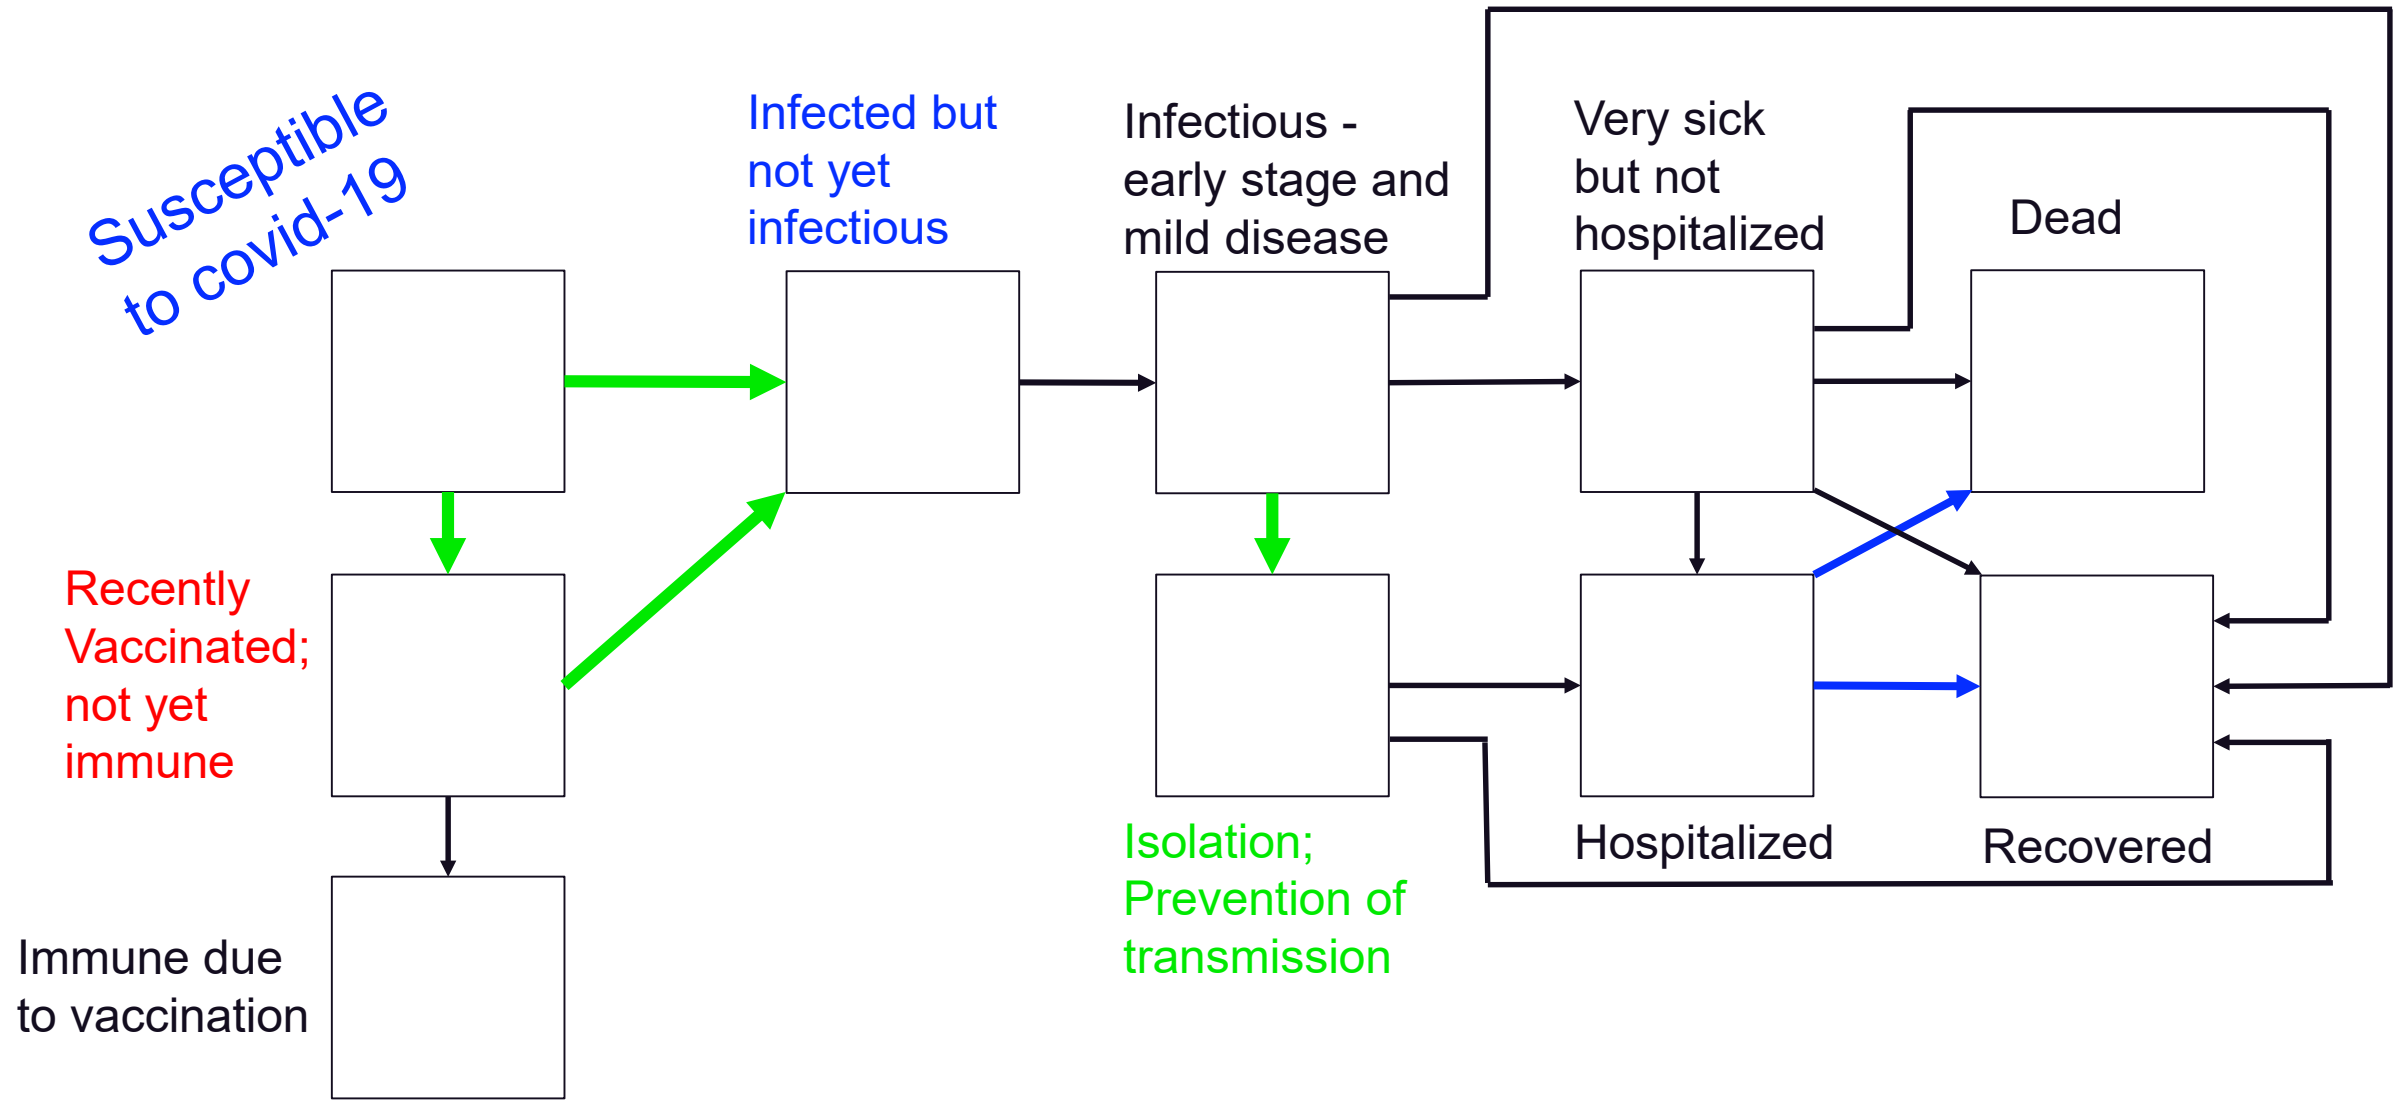 Susceptible
to covid-19
Infected but
not yet
infectious
Infectious -
early stage and
mild disease
Very sick
but not
hospitalized
Dead
Recently
Vaccinated;
not yet
immune
Isolation;
Prevention of
transmission
Hospitalized
Recovered
Immune due
to vaccination